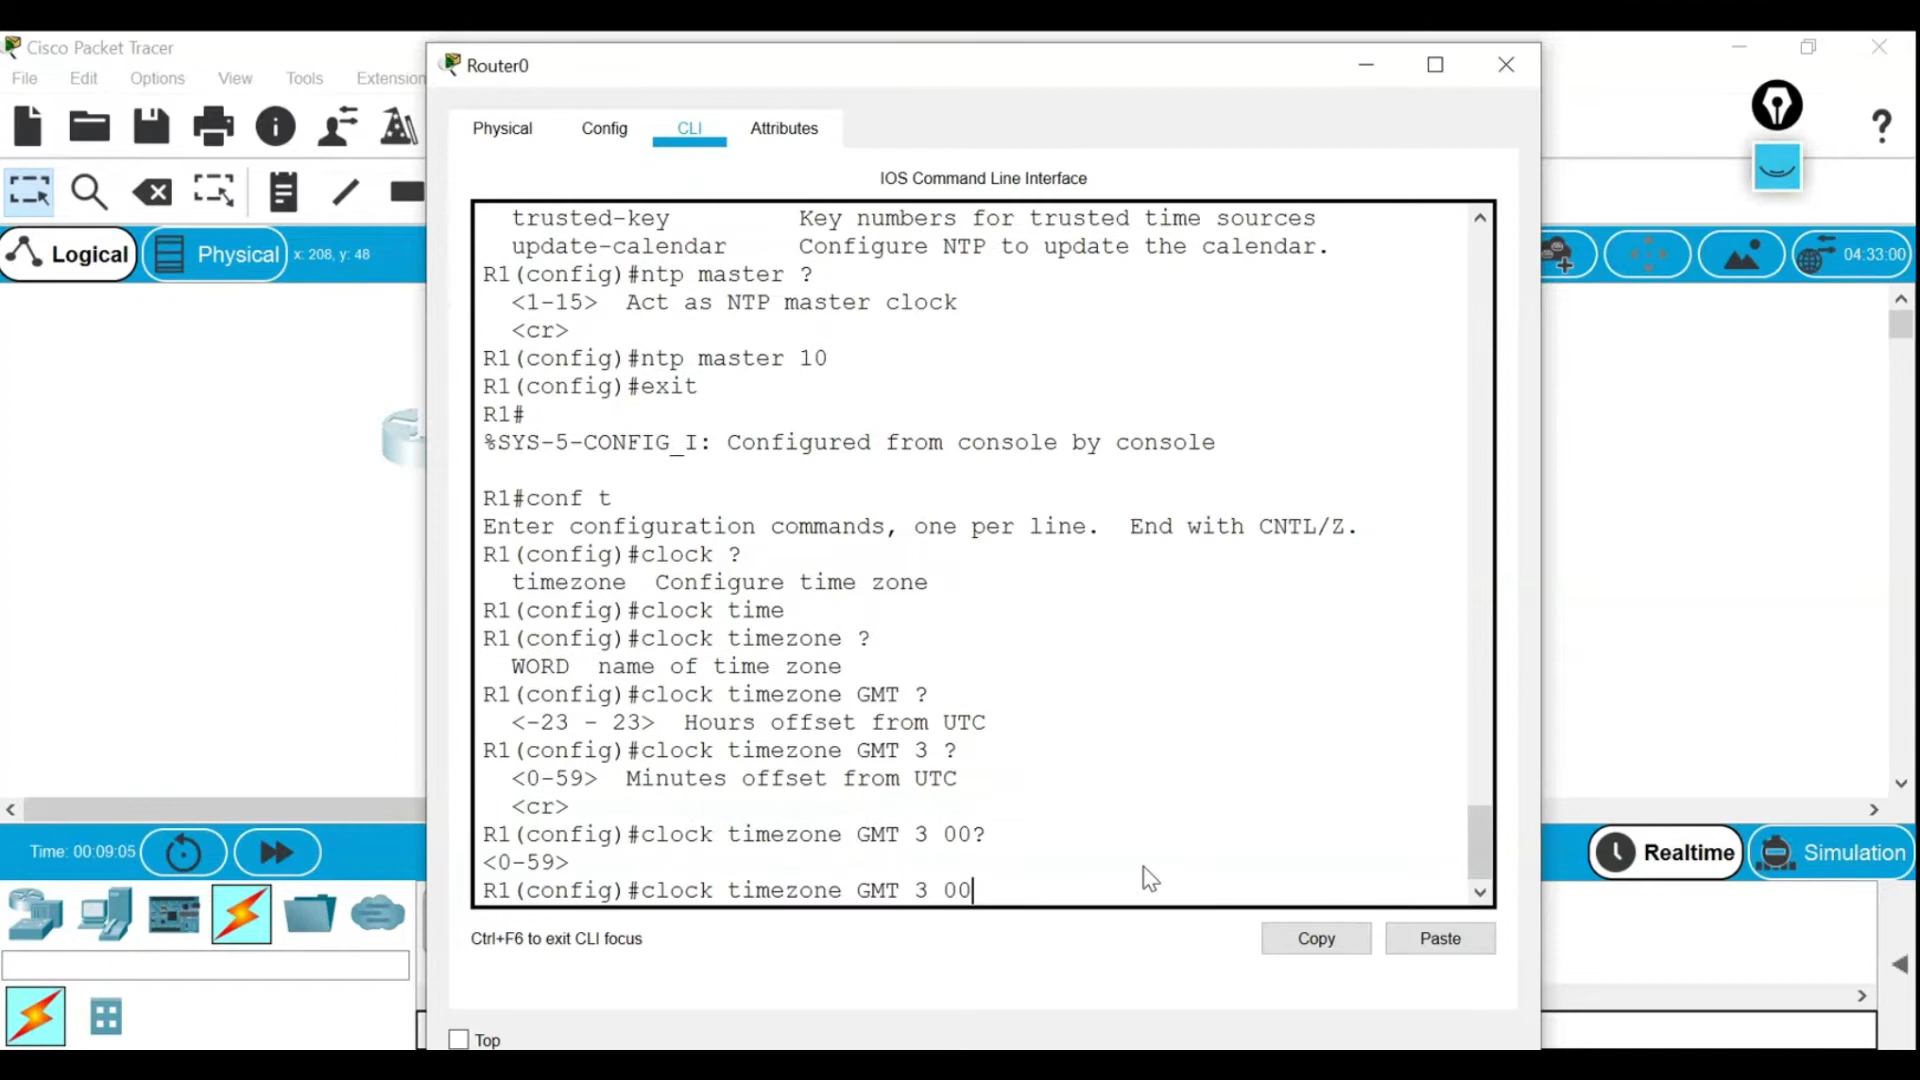 Cisco Packet Tracer
File Edit Options View Tools Extension
Router0
Physical Config CLI Attributes
IOS Command Line Interface
Logical
Physical
x: 208, y: 48
04:33:00
trusted-key Key numbers for trusted time sources
update-calendar Configure NTP to update the calendar.
R1(config)#ntp master ?
<1-15> Act as NTP master clock
<cr>
R1(config)#ntp master 10
R1(config)#exit
R1#
%SYS-5-CONFIG_I: Configured from console by console
R1#conf t
Enter configuration commands, one per line. End with CNTL/Z.
R1(config)#clock ?
timezone Configure time zone
R1(config)#clock time
R1(config)#clock timezone ?
WORD name of time zone
R1(config)#clock timezone GMT ?
<-23 - 23> Hours offset from UTC
R1(config)#clock timezone GMT 3 ?
<0-59> Minutes offset from UTC
<cr>
R1(config)#clock timezone GMT 3 00?
<0-59>
R1(config)#clock timezone GMT 3 00
Ctrl+F6 to exit CLI focus
Copy
Paste
Top
Time: 00:09:05
Realtime
Simulation